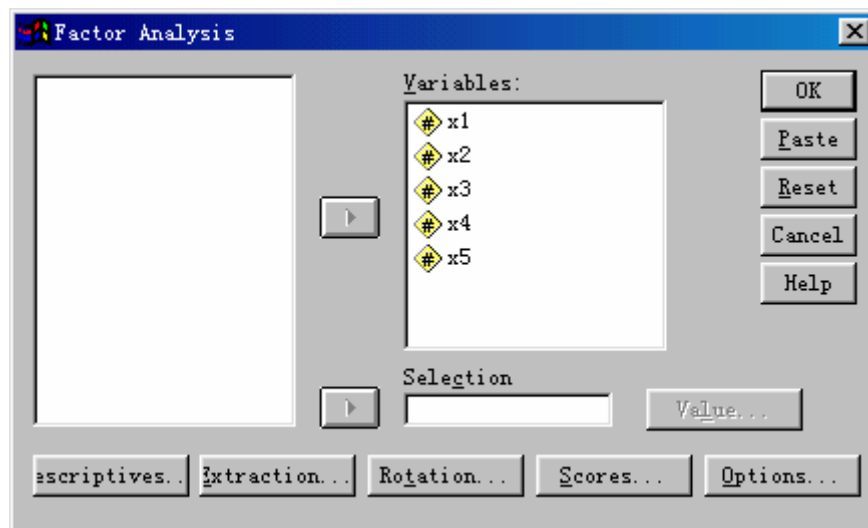 Factor Analysis
Variables:
# x1
# x2
# x3
# x4
# x5
OK
Paste
Reset
Cancel
Help
Selection
Value...
escriptives..
Extraction...
Rotation...
Scores...
Options...